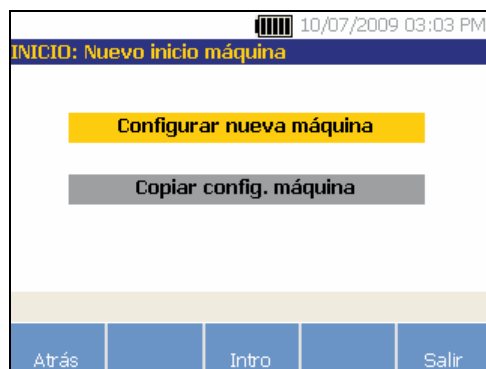 10/07/2009 03:03 PM
INICIO: Nuevo inicio máquina
Configurar nueva máquina
Copiar config. máquina
Atrás Intro Salir